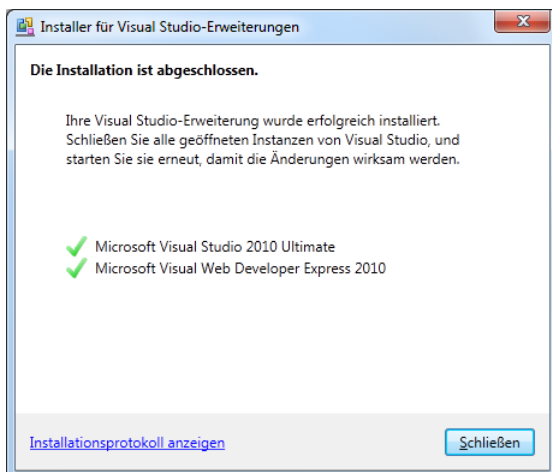 Installer für Visual Studio-Erweiterungen
Die Installation ist abgeschlossen.
Ihre Visual Studio-Erweiterung wurde erfolgreich installiert.
Schließen Sie alle geöffneten Instanzen von Visual Studio, und
starten Sie sie erneut, damit die Änderungen wirksam werden.
Microsoft Visual Studio 2010 Ultimate
Microsoft Visual Web Developer Express 2010
Installationsprotokoll anzeigen
Schließen